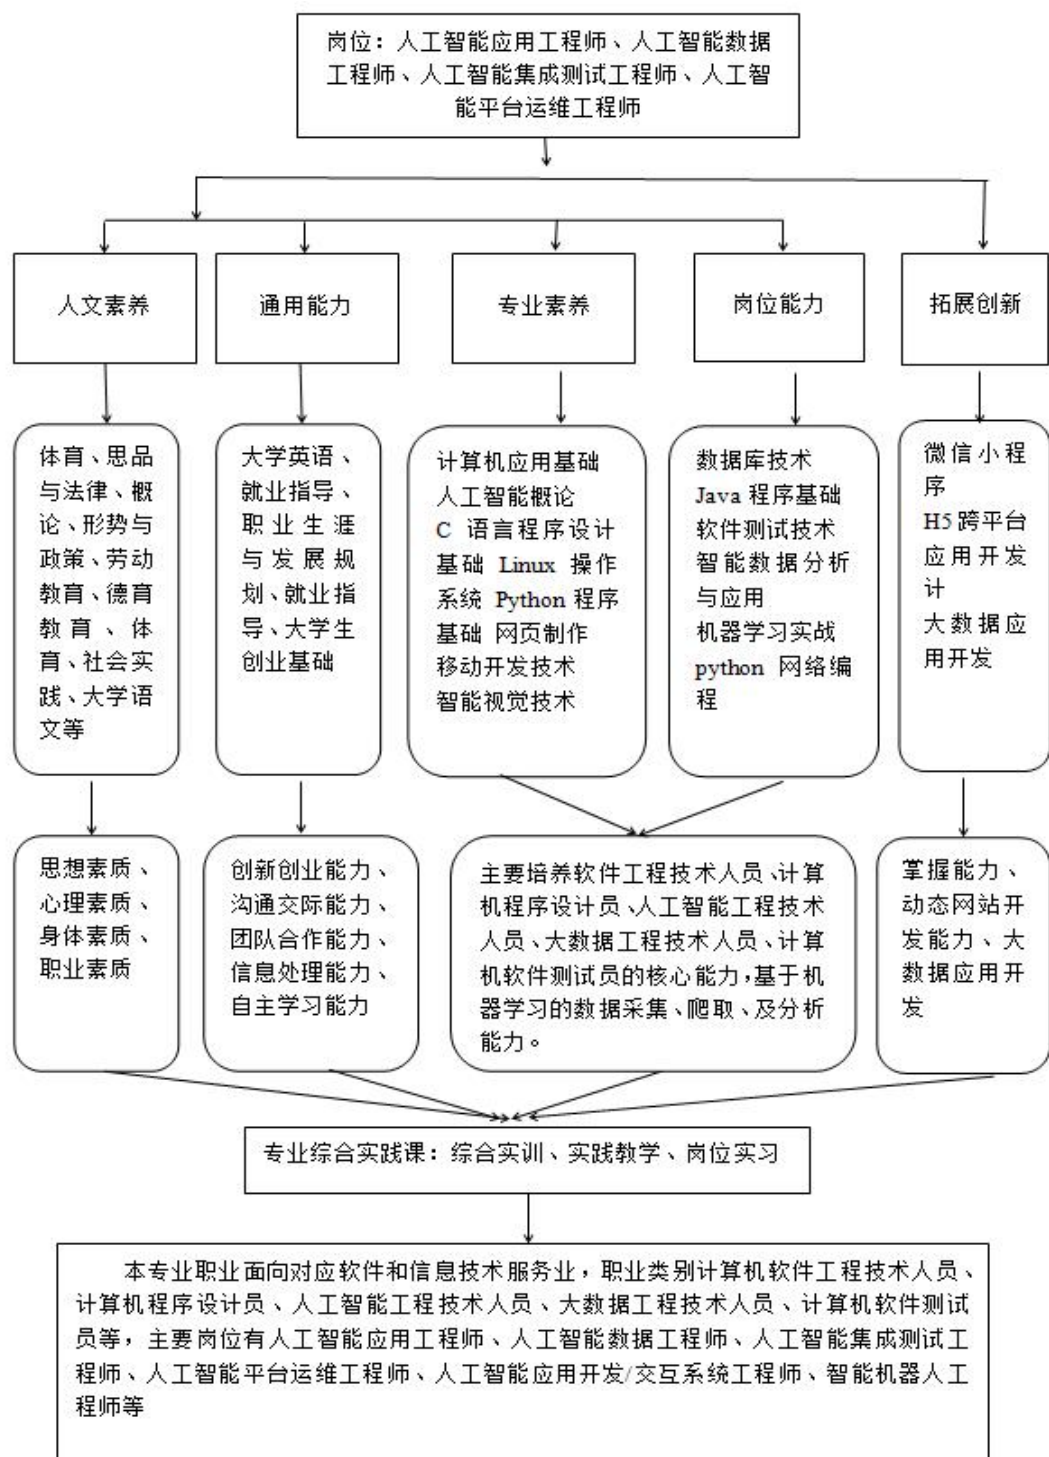 岗位：人工智能应用工程师、人工智能数据
工程师、人工智能集成测试工程师、人工智
能平台运维工程师
人文素养
通用能力
专业素养
岗位能力
拓展创新
体育、思品
与法律、概
论、形势与
政策、劳动
教育、德育
教育、体
育、社会实
践、大学语
文等
大学英语、
就业指导、
职业生涯
与发展规
划、就业指
导、大学生
创业基础
计算机应用基础
人工智能概论
C 语言程序设计
基础 Linux 操作
系统 Python 程序
基础 网页制作
移动开发技术
智能视觉技术
数据库技术
Java 程序基础
软件测试技术
智能数据分析
与应用
机器学习实战
python 网络编
程
微信小程
序
H5 跨平台
应用开发
计
大数据应
用开发
思想素质、
心理素质、
身体素质、
职业素质
创新创业能力、
沟通交际能力、
团队合作能力、
信息处理能力、
自主学习能力
主要培养软件工程技术人员、计算
机程序设计员、人工智能工程技术
人员、大数据工程技术人员、计算
机软件测试员的核心能力，基于机
器学习的数据采集、爬取、及分析
能力。
掌握能力、
动态网站开
发能力、大
数据应用开
发
专业综合实践课：综合实训、实践教学、岗位实习
本专业职业面向对应软件和信息技术服务业，职业类别计算机软件工程技术人员、
计算机程序设计员、人工智能工程技术人员、大数据工程技术人员、计算机软件测试
员等，主要岗位有人工智能应用工程师、人工智能数据工程师、人工智能集成测试工
程师、人工智能平台运维工程师、人工智能应用开发/交互系统工程师、智能机器人工
程师等